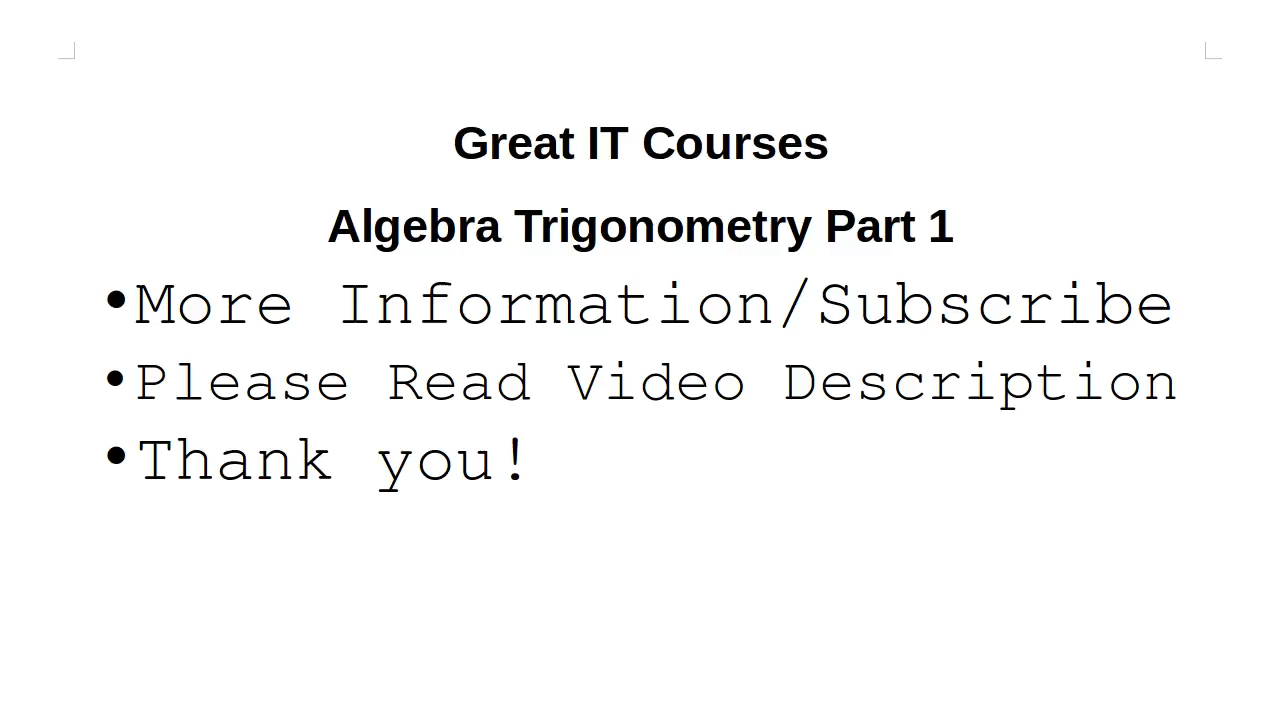 Great IT Courses
Algebra Trigonometry Part 1
•More Information/Subscribe
•Please Read Video Description
•Thank you!